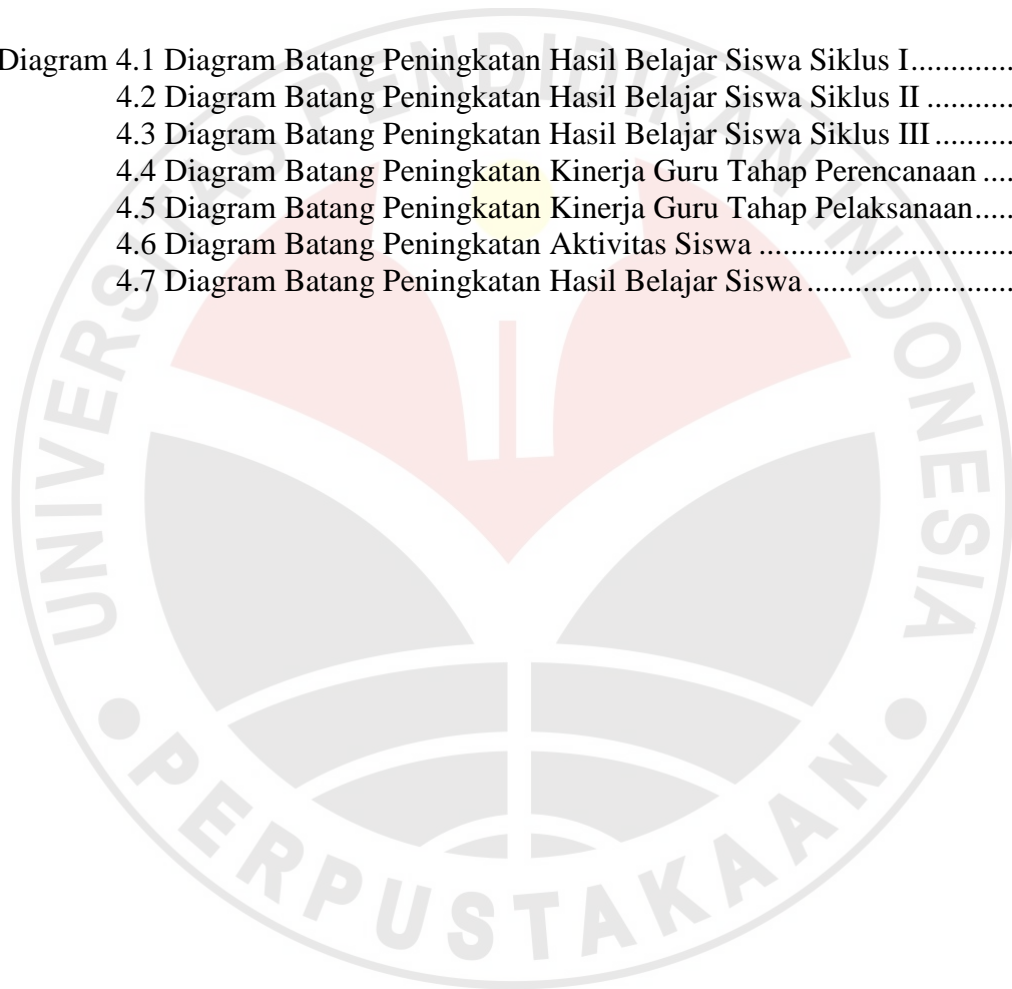 Diagram 4.1 Diagram Batang Peningkatan Hasil Belajar Siswa Siklus I.............
4.2 Diagram Batang Peningkatan Hasil Belajar Siswa Siklus II ...........
4.3 Diagram Batang Peningkatan Hasil Belajar Siswa Siklus III ..........
4.4 Diagram Batang Peningkatan Kinerja Guru Tahap Perencanaan ....
4.5 Diagram Batang Peningkatan Kinerja Guru Tahap Pelaksanaan.....
4.6 Diagram Batang Peningkatan Aktivitas Siswa ................................
4.7 Diagram Batang Peningkatan Hasil Belajar Siswa..........................
UNIVERSITAS PENDIDIKAN INDONESIA
PERPUSTAKAAN